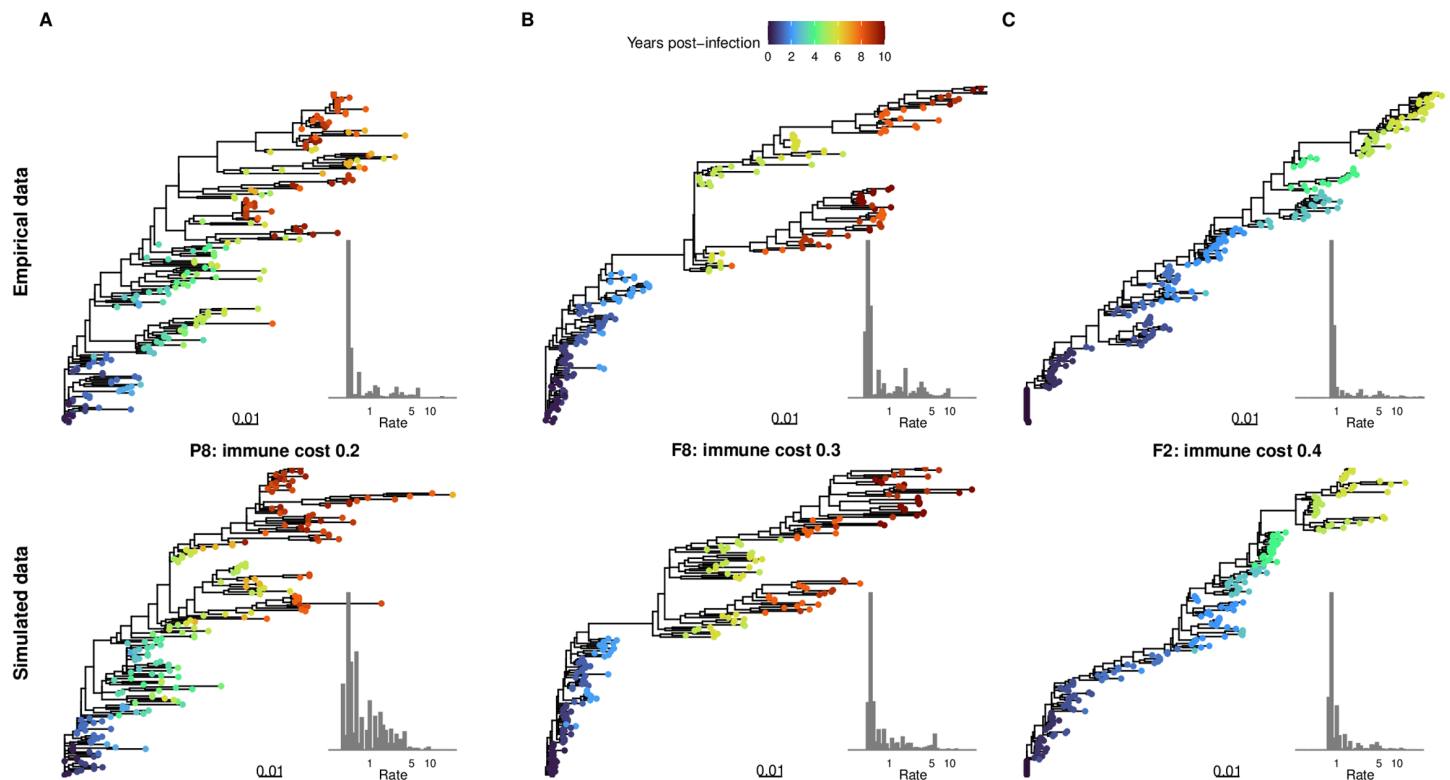 A
B
C
Years post−infection
0 2 4 6 8 10
Empirical data
1 5 10
Rate
0.01
1 5 10
Rate
0.01
1 5 10
Rate
0.01
P8: immune cost 0.2
F8: immune cost 0.3
F2: immune cost 0.4
Simulated data
1 5 10
Rate
0.01
1 5 10
Rate
0.01
1 5 10
Rate
0.01